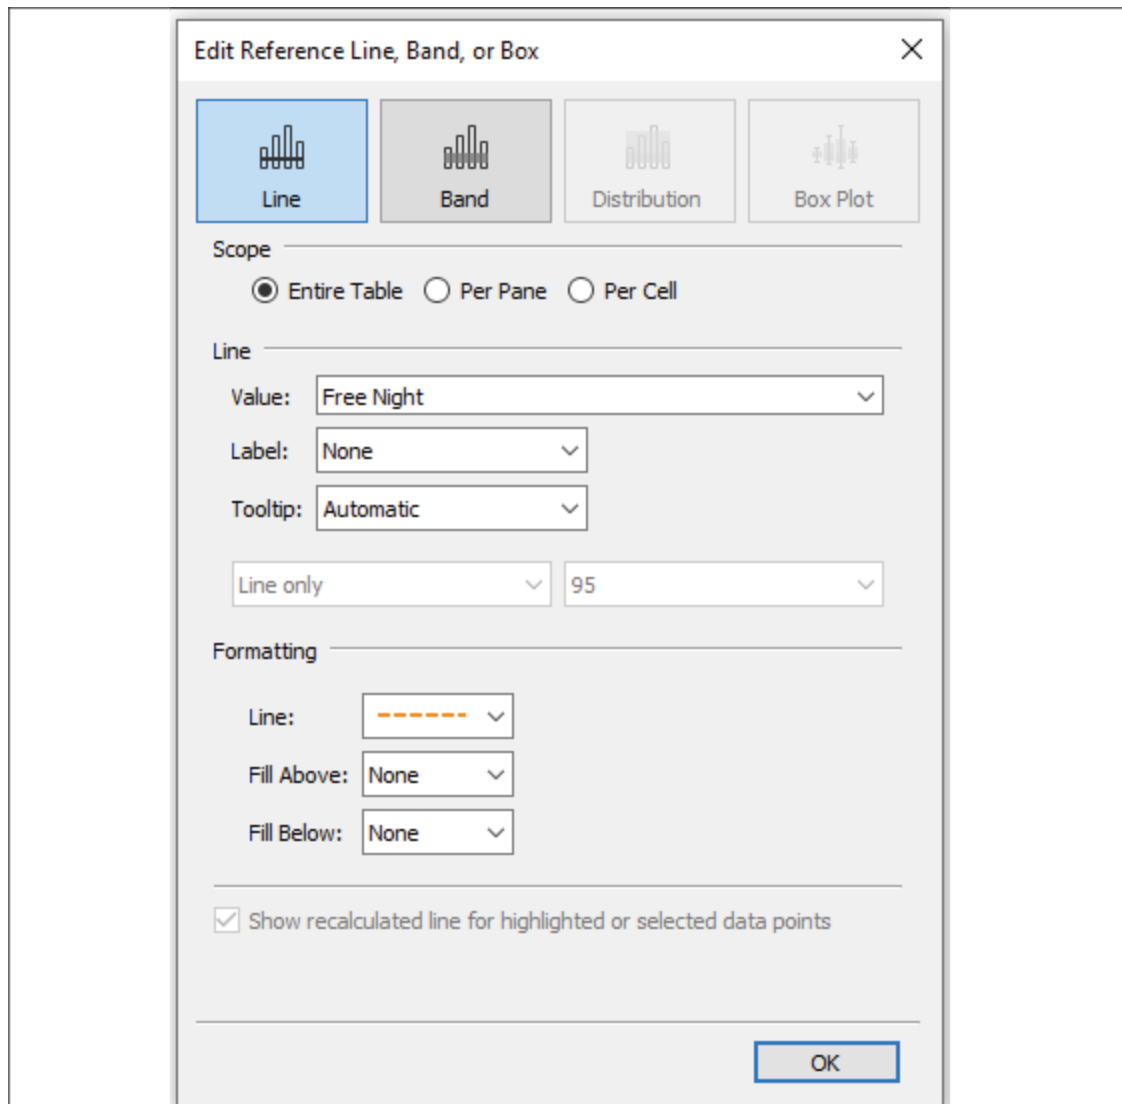 Edit Reference Line, Band, or Box
Line Band Distribution Box Plot
Scope
Entire Table Per Pane Per Cell
Line
Value: Free Night
Label: None
Tooltip: Automatic
Line only 95
Formatting
Line:
Fill Above: None
Fill Below: None
Show recalculated line for highlighted or selected data points
OK